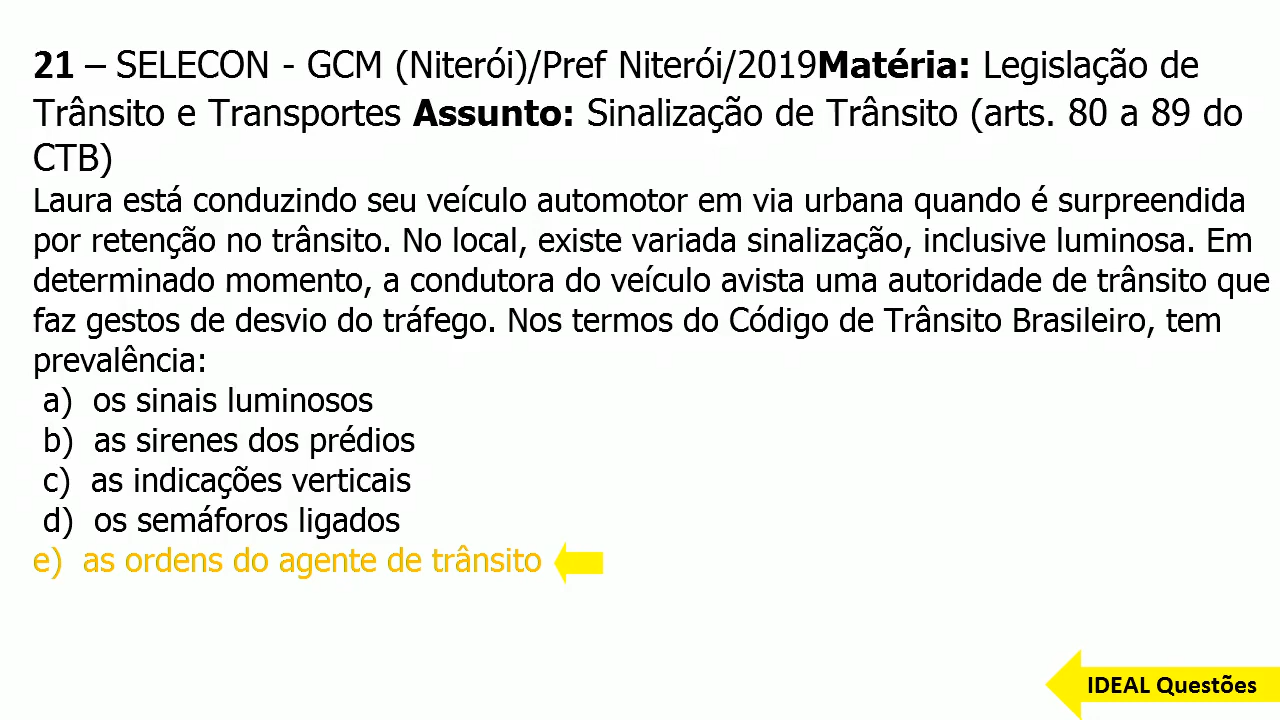 21 – SELECON - GCM (Niterói)/Pref Niterói/2019Matéria: Legislação de
Trânsito e Transportes Assunto: Sinalização de Trânsito (arts. 80 a 89 do
CTB)
Laura está conduzindo seu veículo automotor em via urbana quando é surpreendida
por retenção no trânsito. No local, existe variada sinalização, inclusive luminosa. Em
determinado momento, a condutora do veículo avista uma autoridade de trânsito que
faz gestos de desvio do tráfego. Nos termos do Código de Trânsito Brasileiro, tem
prevalência:
a) os sinais luminosos
b) as sirenes dos prédios
c) as indicações verticais
d) os semáforos ligados
e) as ordens do agente de trânsito
IDEAL Questões